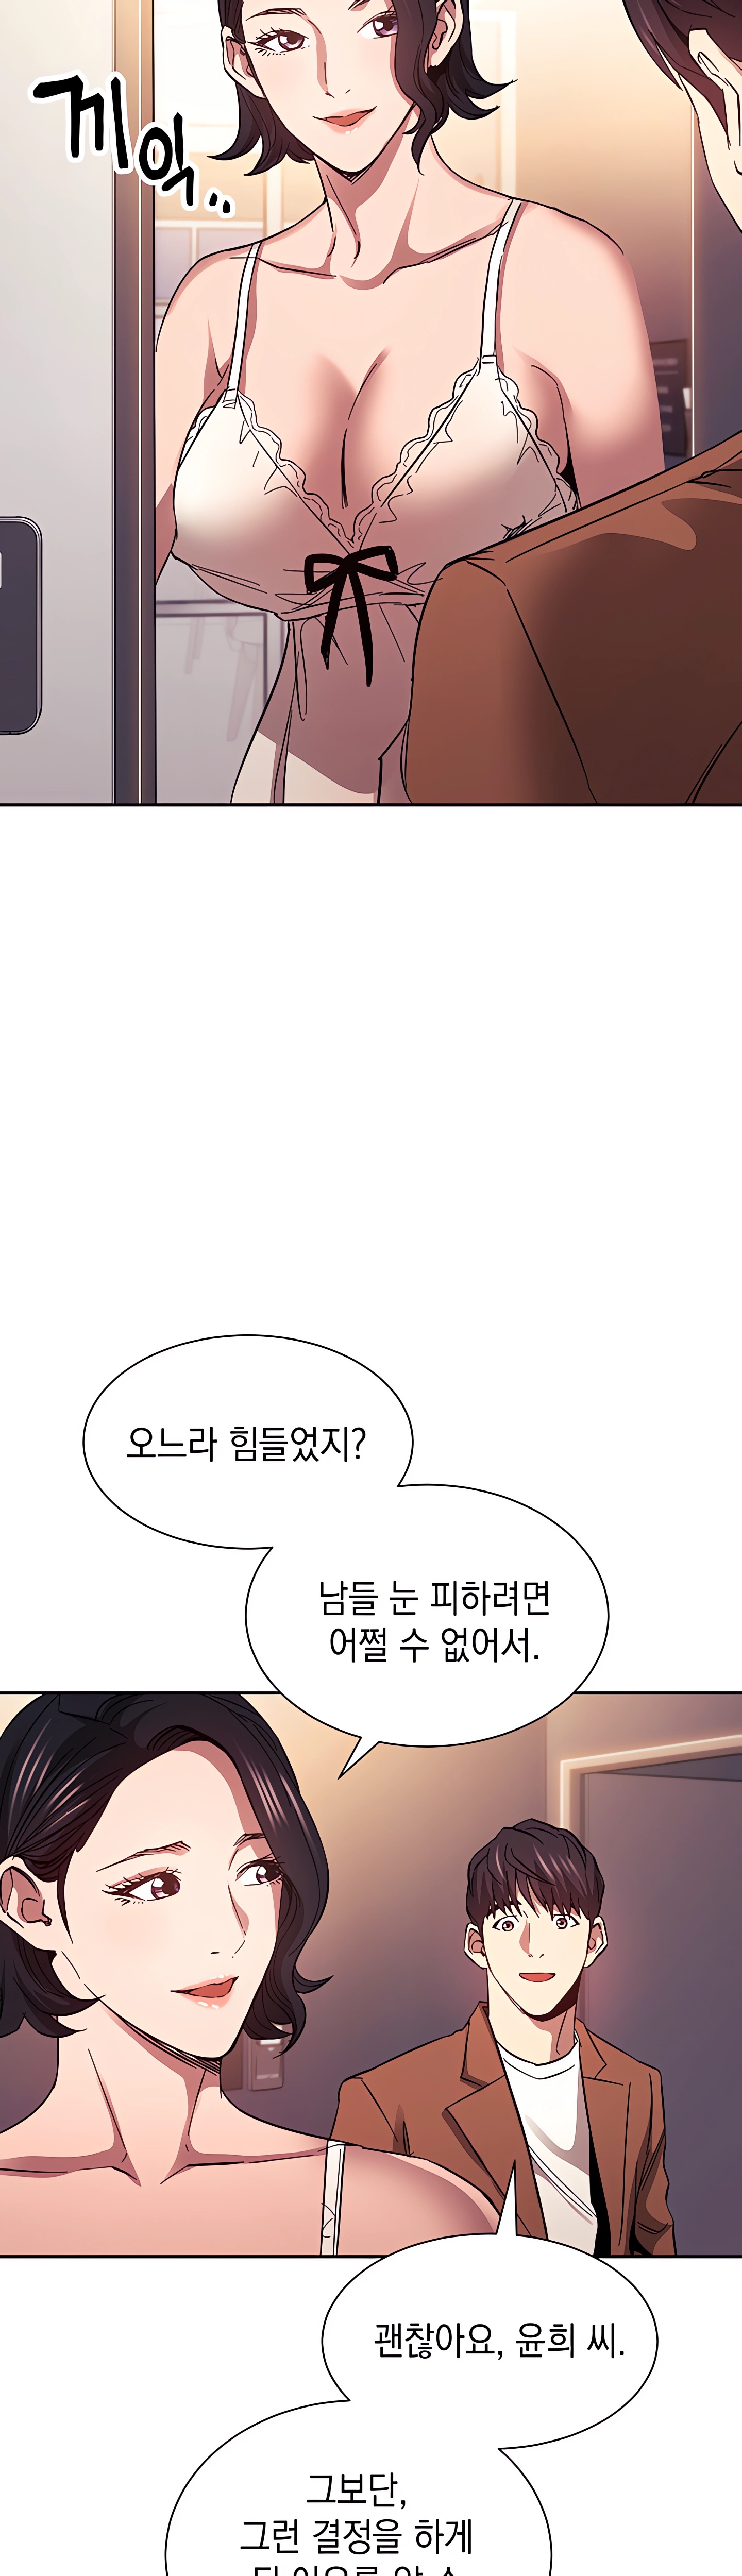 끼익..
오느라 힘들었지?
남들 눈 피하려면
어쩔 수 없어서.
괜찮아요, 윤희 씨.
그보단,
그런 결정을 하게